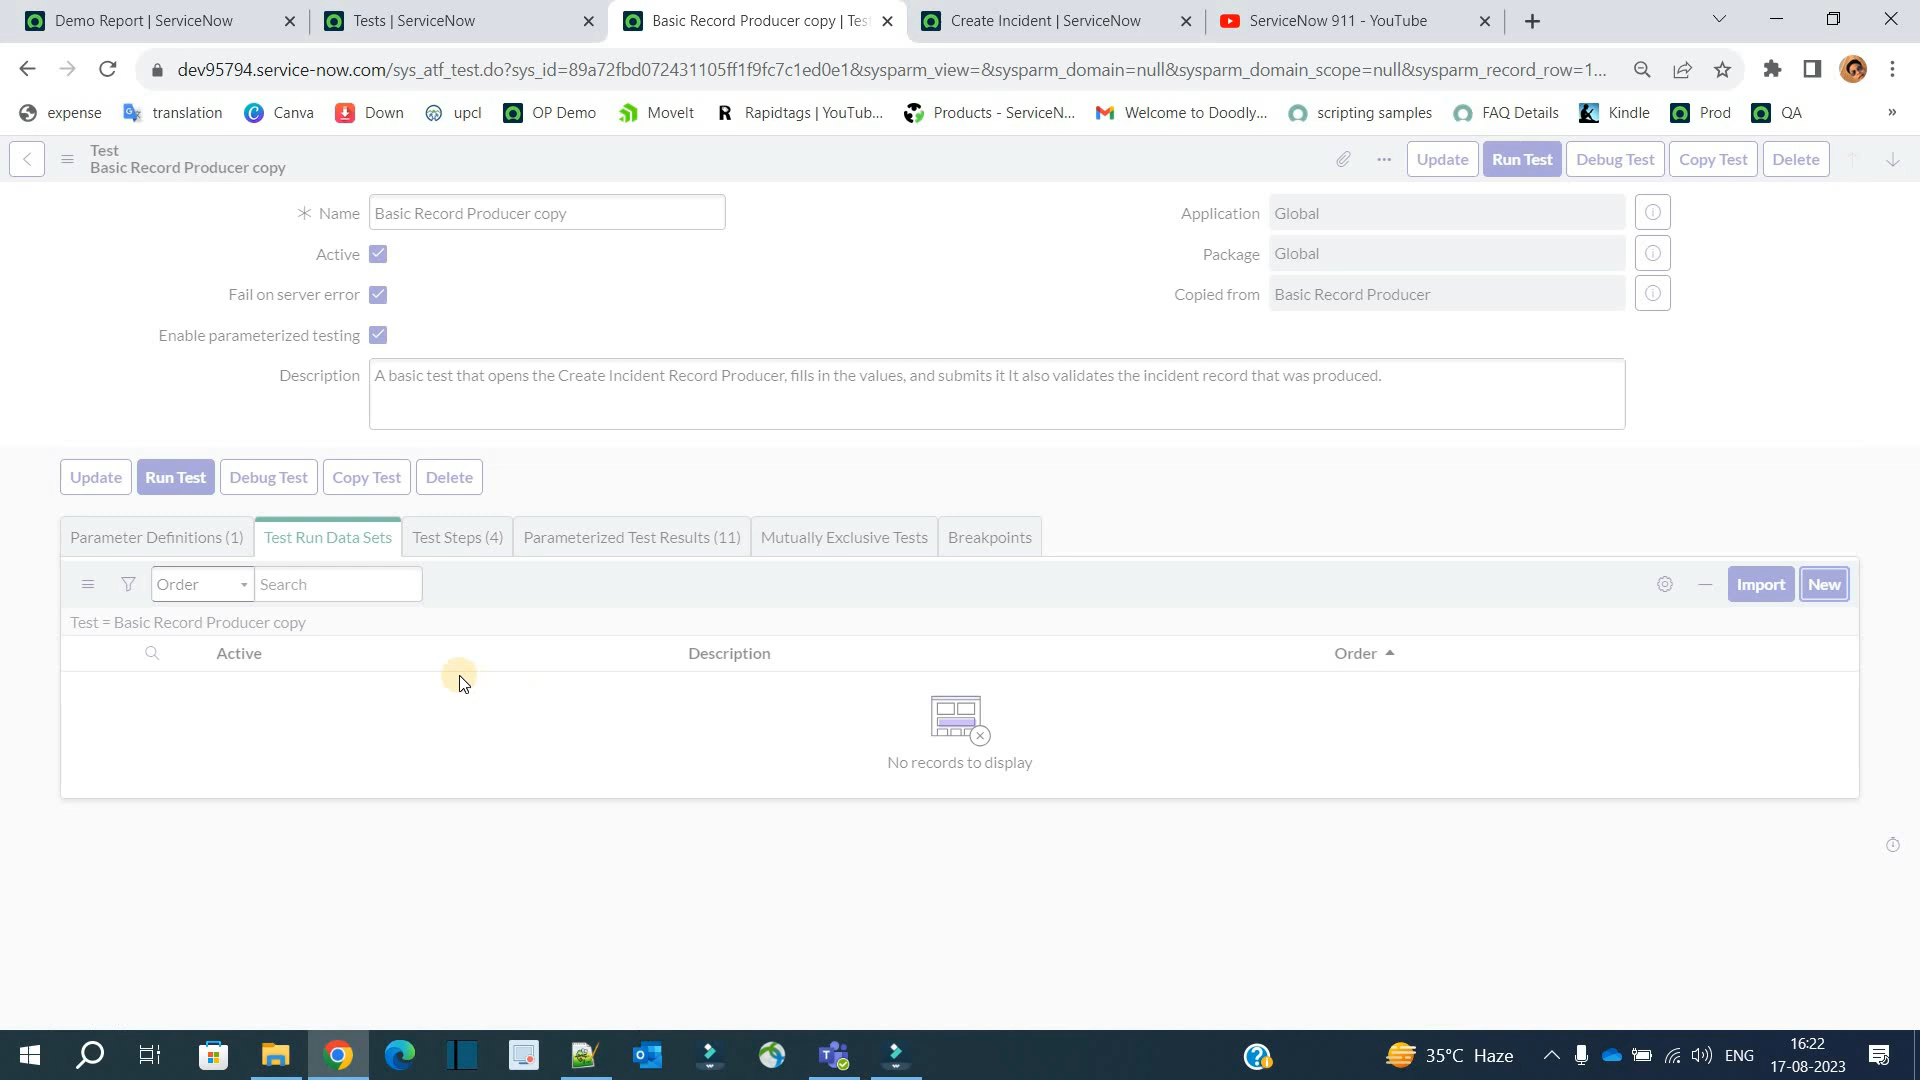 Demo Report | ServiceNow
Tests | ServiceNow
Basic Record Producer copy | Tes
Create Incident | ServiceNow
ServiceNow 911 - YouTube
dev95794.service-now.com/sys_atf_test.do?sys_id=89a72fbd072431105ff1f9fc7c1ed0e1&sysparm_view=&sysparm_domain=null&sysparm_domain_scope=null&sysparm_record_row=1...
expense
translation
Canva
Down
upcl
OP Demo
MoveIt
Rapidtags | YouTub...
Products - ServiceN...
Welcome to Doodly...
scripting samples
FAQ Details
Kindle
Prod
QA
»
Test
Basic Record Producer copy
Update
Run Test
Debug Test
Copy Test
Delete
Name
Basic Record Producer copy
Application
Global
Active
Package
Global
Fail on server error
Copied from
Basic Record Producer
Enable parameterized testing
Description
A basic test that opens the Create Incident Record Producer, fills in the values, and submits it It also validates the incident record that was produced.
Update
Run Test
Debug Test
Copy Test
Delete
Parameter Definitions (1)
Test Run Data Sets
Test Steps (4)
Parameterized Test Results (11)
Mutually Exclusive Tests
Breakpoints
Order
Search
Import
New
Test = Basic Record Producer copy
Active
Description
Order
No records to display
35°C Haze
ENG
16:22
17-08-2023